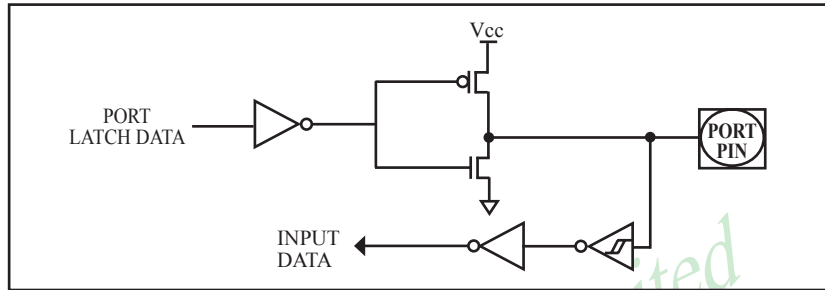 Vcc
PORT
LATCH DATA
PORT
PIN
INPUT
DATA